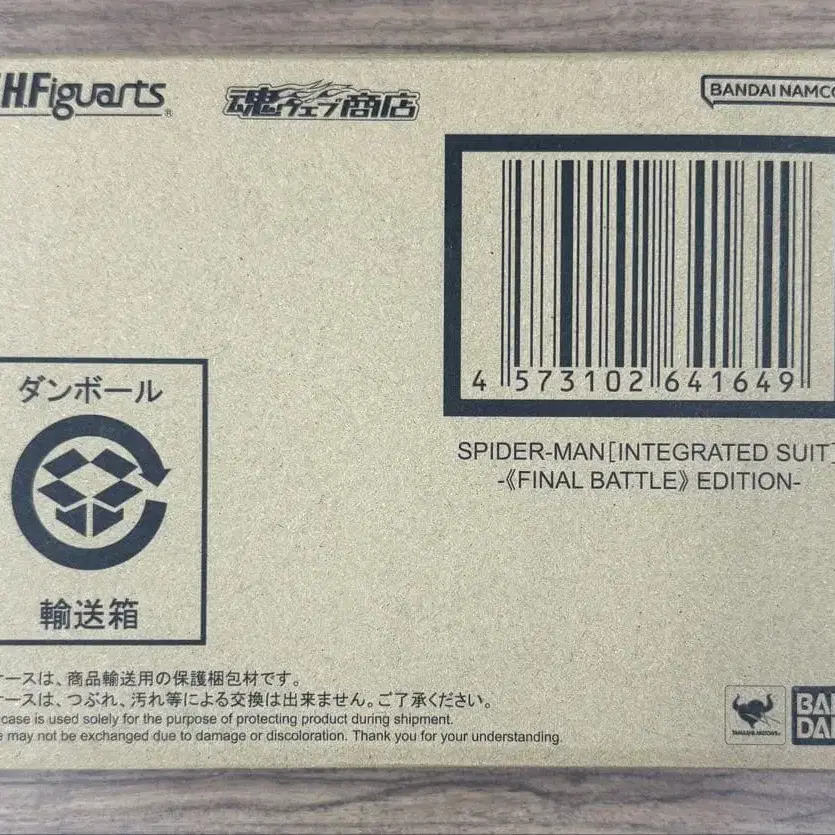 H.Figuarts®
魂ウェブ商店
BANDAI NAMCO
4 573102 641649
SPIDER-MAN[INTEGRATED SUIT]
-《FINAL BATTLE》 EDITION-
ダンボール
輸送箱
ケースは、商品輸送用の保護梱包材です。
ケースは、つぶれ、汚れ等による交換は出来ません。ご了承ください。
case is used solely for the purpose of protecting product during shipment.
may not be exchanged due to damage or discoloration. Thank you for your understanding.
TAMASHII NATIONS
BAN
DAI